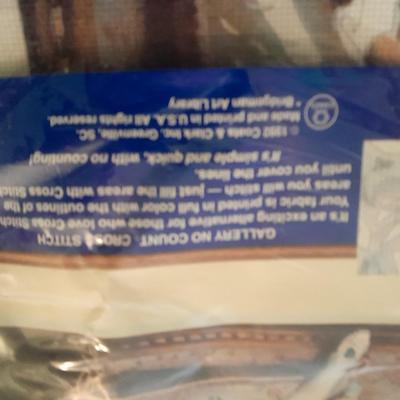 GALLERY NO COUNT CROSS STITCH
It's an exciting alternative for those who love Cross Stitch
Your fabric is printed in full color with the outlines of the
areas you will stitch — just fill the areas with Cross Stitch
until you cover the lines.
It's simple and quick, with no counting!
© 1992 Coats & Clark Inc., Greenville, SC.
Made and printed in U.S.A. All rights reserved.
* Bridgeman Art Library